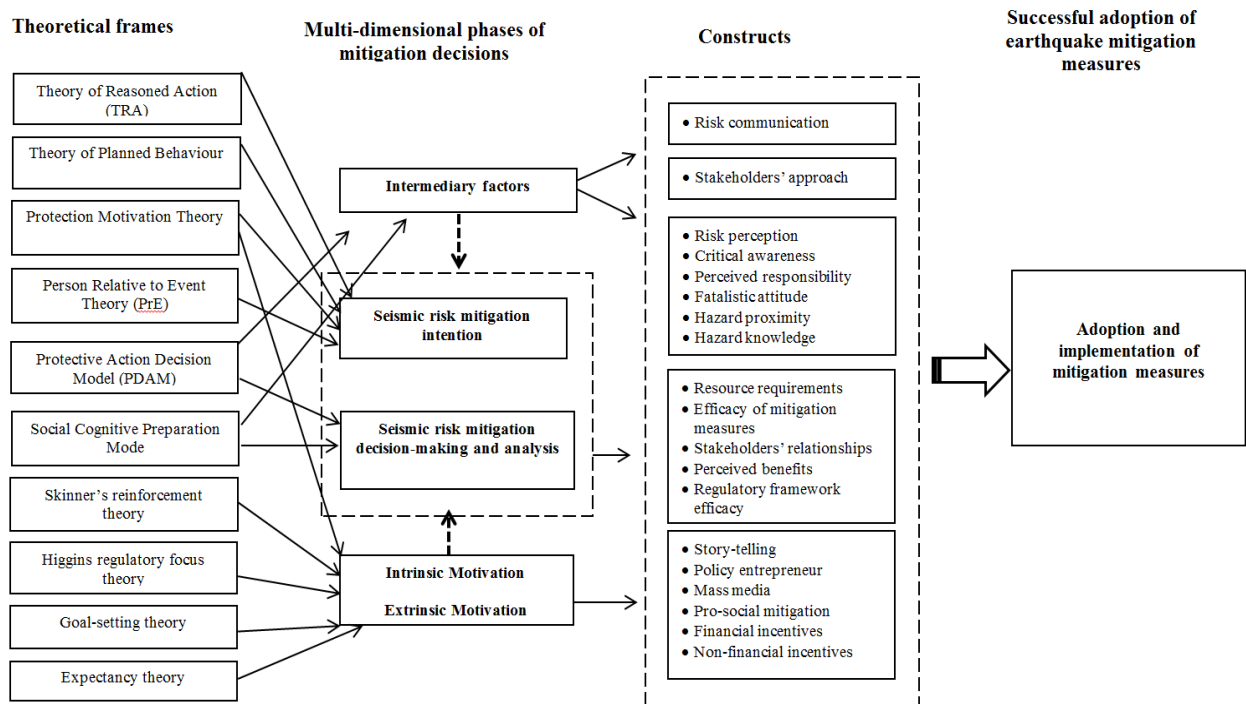 Theoretical frames
Multi-dimensional phases of
mitigation decisions
Constructs
Successful adoption of
earthquake mitigation
measures
Theory of Reasoned Action
(TRA)
Theory of Planned Behaviour
Protection Motivation Theory
Person Relative to Event
Theory (PrE)
Protective Action Decision
Model (PDAM)
Social Cognitive Preparation
Mode
Skinner’s reinforcement
theory
Higgins regulatory focus
theory
Goal-setting theory
Expectancy theory
Intermediary factors
Seismic risk mitigation
intention
Seismic risk mitigation
decision-making and analysis
Intrinsic Motivation
Extrinsic Motivation
• Risk communication
• Stakeholders’ approach
• Risk perception
• Critical awareness
• Perceived responsibility
• Fatalistic attitude
• Hazard proximity
• Hazard knowledge
• Resource requirements
• Efficacy of mitigation
measures
• Stakeholders’ relationships
• Perceived benefits
• Regulatory framework
efficacy
• Story-telling
• Policy entrepreneur
• Mass media
• Pro-social mitigation
• Financial incentives
• Non-financial incentives
Adoption and
implementation of
mitigation measures